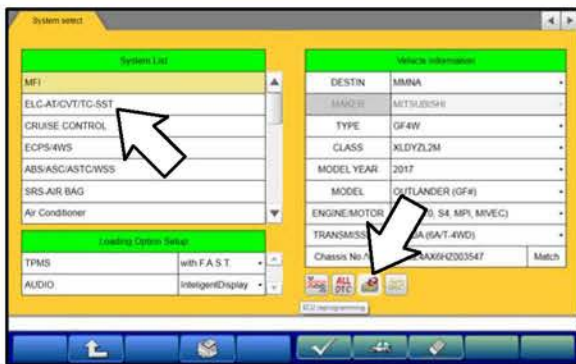 System select
System List
MFI
ELC-AT/CVT/TC-SST
CRUISE CONTROL
ECPS/4WS
ABS/ASC/ASTC/WSS
SRS-AIR BAG
Air Conditioner
Loading Option Setup
TPMS with F.A.S.T.
AUDIO InteligentDisplay
Vehicle Information
DESTIN MMNA
MAKER MITSUBISHI
TYPE GF4W
CLASS XLDYZL2M
MODEL YEAR 2017
MODEL OUTLANDER (GF#)
ENGINE/MOTOR S4, MPI, MIVEC)
(6A/T-4WD)
Chassis No. 4AX6HZ003547 Match
ALL DTC
ECU reprogramming